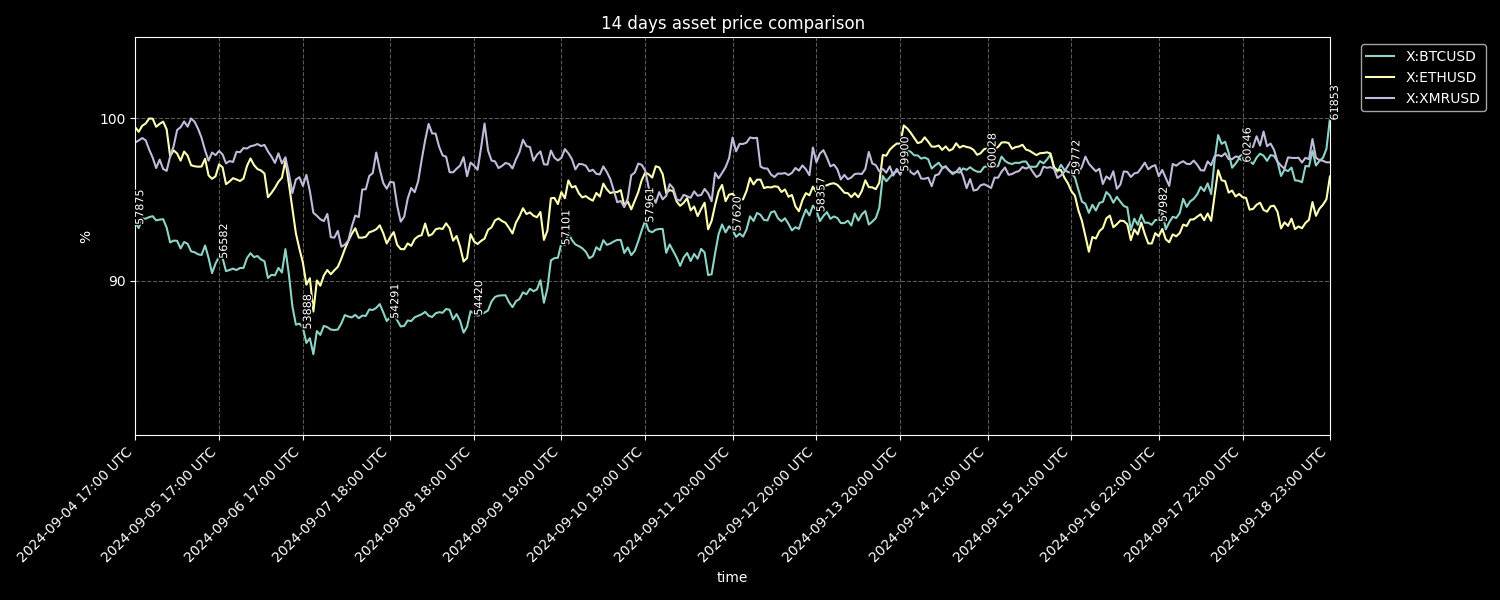 14 days asset price comparison
X:BTCUSD
X:ETHUSD
X:XMRUSD
100
90
%
57875
56582
53888
54291
54420
57101
57961
57620
58357
59900
60028
59772
57982
60246
61853
2024-09-04 17:00 UTC
2024-09-05 17:00 UTC
2024-09-06 17:00 UTC
2024-09-07 18:00 UTC
2024-09-08 18:00 UTC
2024-09-09 19:00 UTC
2024-09-10 19:00 UTC
2024-09-11 20:00 UTC
2024-09-12 20:00 UTC
2024-09-13 20:00 UTC
2024-09-14 21:00 UTC
2024-09-15 21:00 UTC
2024-09-16 22:00 UTC
2024-09-17 22:00 UTC
2024-09-18 23:00 UTC
time